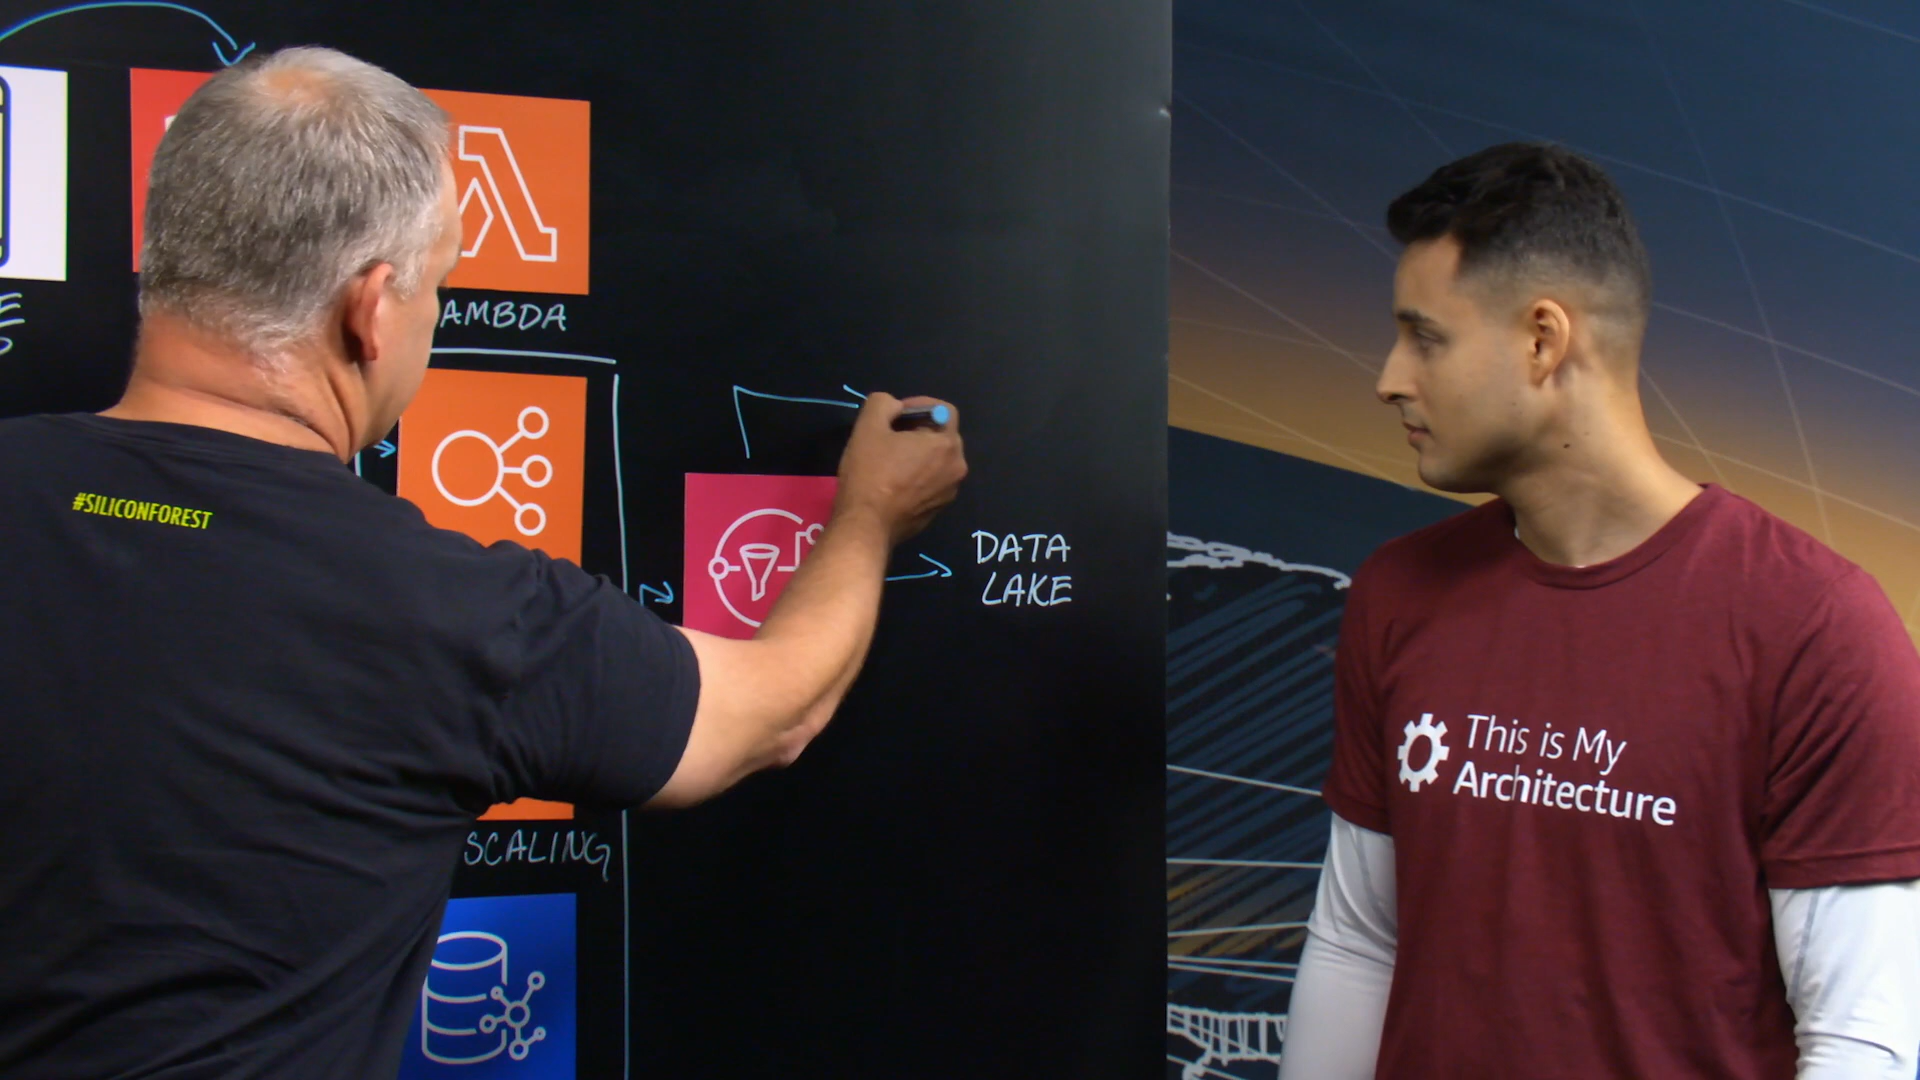 AMBDA
#SILICONFOREST
DATA
LAKE
This is My
Architecture
SCALING